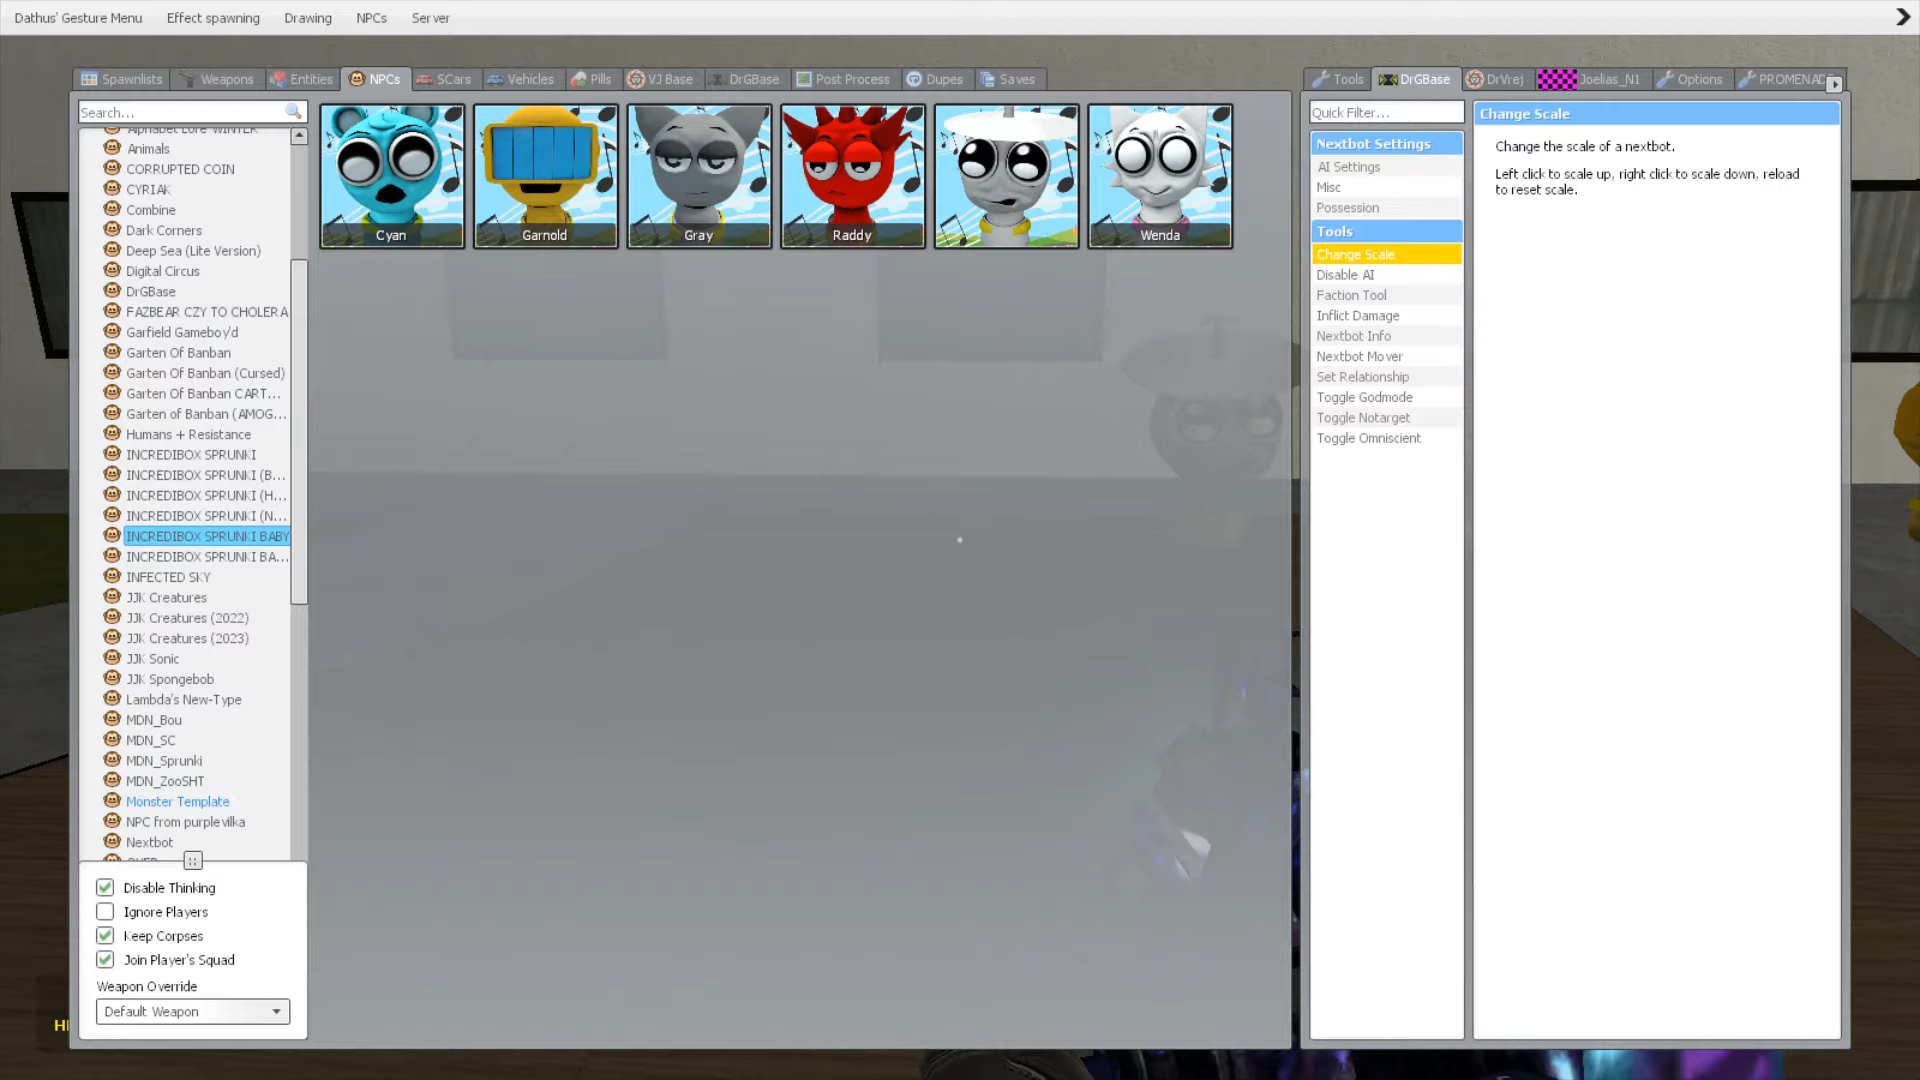 Dathus' Gesture Menu Effect spawning Drawing NPCs Server
Spawnlists Weapons Entities NPCs SCars Vehicles Pills VJ Base DrGBase Post Process Dupes Saves
Tools DrGBase DrVrej Joelias_N1 Options PROMENAD
Search...
Alphabet Lore WINTER
Animals
CORRUPTED COIN
CYRIAK
Combine
Dark Corners
Deep Sea (Lite Version)
Digital Circus
DrGBase
FAZBEAR CZY TO CHOLERA
Garfield Gameboy'd
Garten Of Banban
Garten Of Banban (Cursed)
Garten Of Banban CART...
Garten of Banban (AMOG...
Humans + Resistance
INCREDIBOX SPRUNKI
INCREDIBOX SPRUNKI (B...
INCREDIBOX SPRUNKI (H...
INCREDIBOX SPRUNKI (N...
INCREDIBOX SPRUNKI BABY
INCREDIBOX SPRUNKI BA...
INFECTED SKY
JJK Creatures
JJK Creatures (2022)
JJK Creatures (2023)
JJK Sonic
JJK Spongebob
Lambda's New-Type
MDN_Bou
MDN_SC
MDN_Sprunki
MDN_ZooSHT
Monster Template
NPC from purplevilka
Nextbot
Disable Thinking
Ignore Players
Keep Corpses
Join Player's Squad
Weapon Override
Default Weapon
Cyan Garnold Gray Raddy Wenda
Quick Filter...
Nextbot Settings
AI Settings
Misc
Possession
Tools
Change Scale
Disable AI
Faction Tool
Inflict Damage
Nextbot Info
Nextbot Mover
Set Relationship
Toggle Godmode
Toggle Notarget
Toggle Omniscient
Change Scale
Change the scale of a nextbot.
Left click to scale up, right click to scale down, reload
to reset scale.